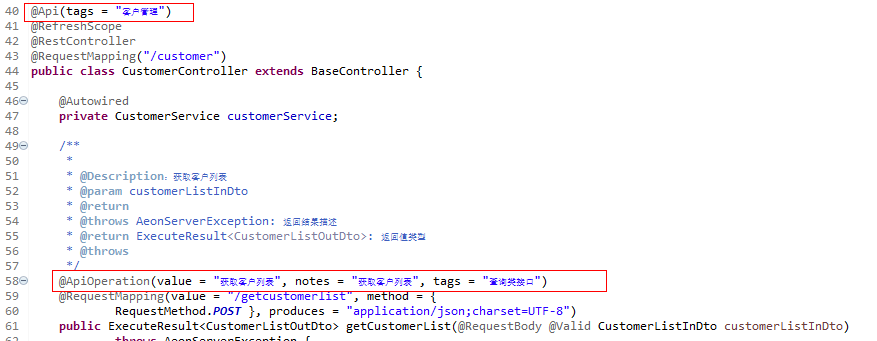 40 @Api(tags = "客户管理")
41 @RefreshScope
42 @RestController
43 @RequestMapping("/customer")
44 public class CustomerController extends BaseController {
45
46 @Autowired
47 private CustomerService customerService;
48
49 /**
50 *
51 * @Description：获取客户列表
52 * @param customerListInDto
53 * @return
54 * @throws AeonServerException: 返回结果描述
55 * @return ExecuteResult<CustomerListOutDto>: 返回值类型
56 * @throws
57 */
58 @ApiOperation(value = "获取客户列表", notes = "获取客户列表", tags = "查询类接口")
59 @RequestMapping(value = "/getcustomerlist", method = {
60 RequestMethod.POST }, produces = "application/json;charset=UTF-8")
61 public ExecuteResult<CustomerListOutDto> getCustomerList(@RequestBody @Valid CustomerListInDto customerListInDto)
62 throws AeonServerException {